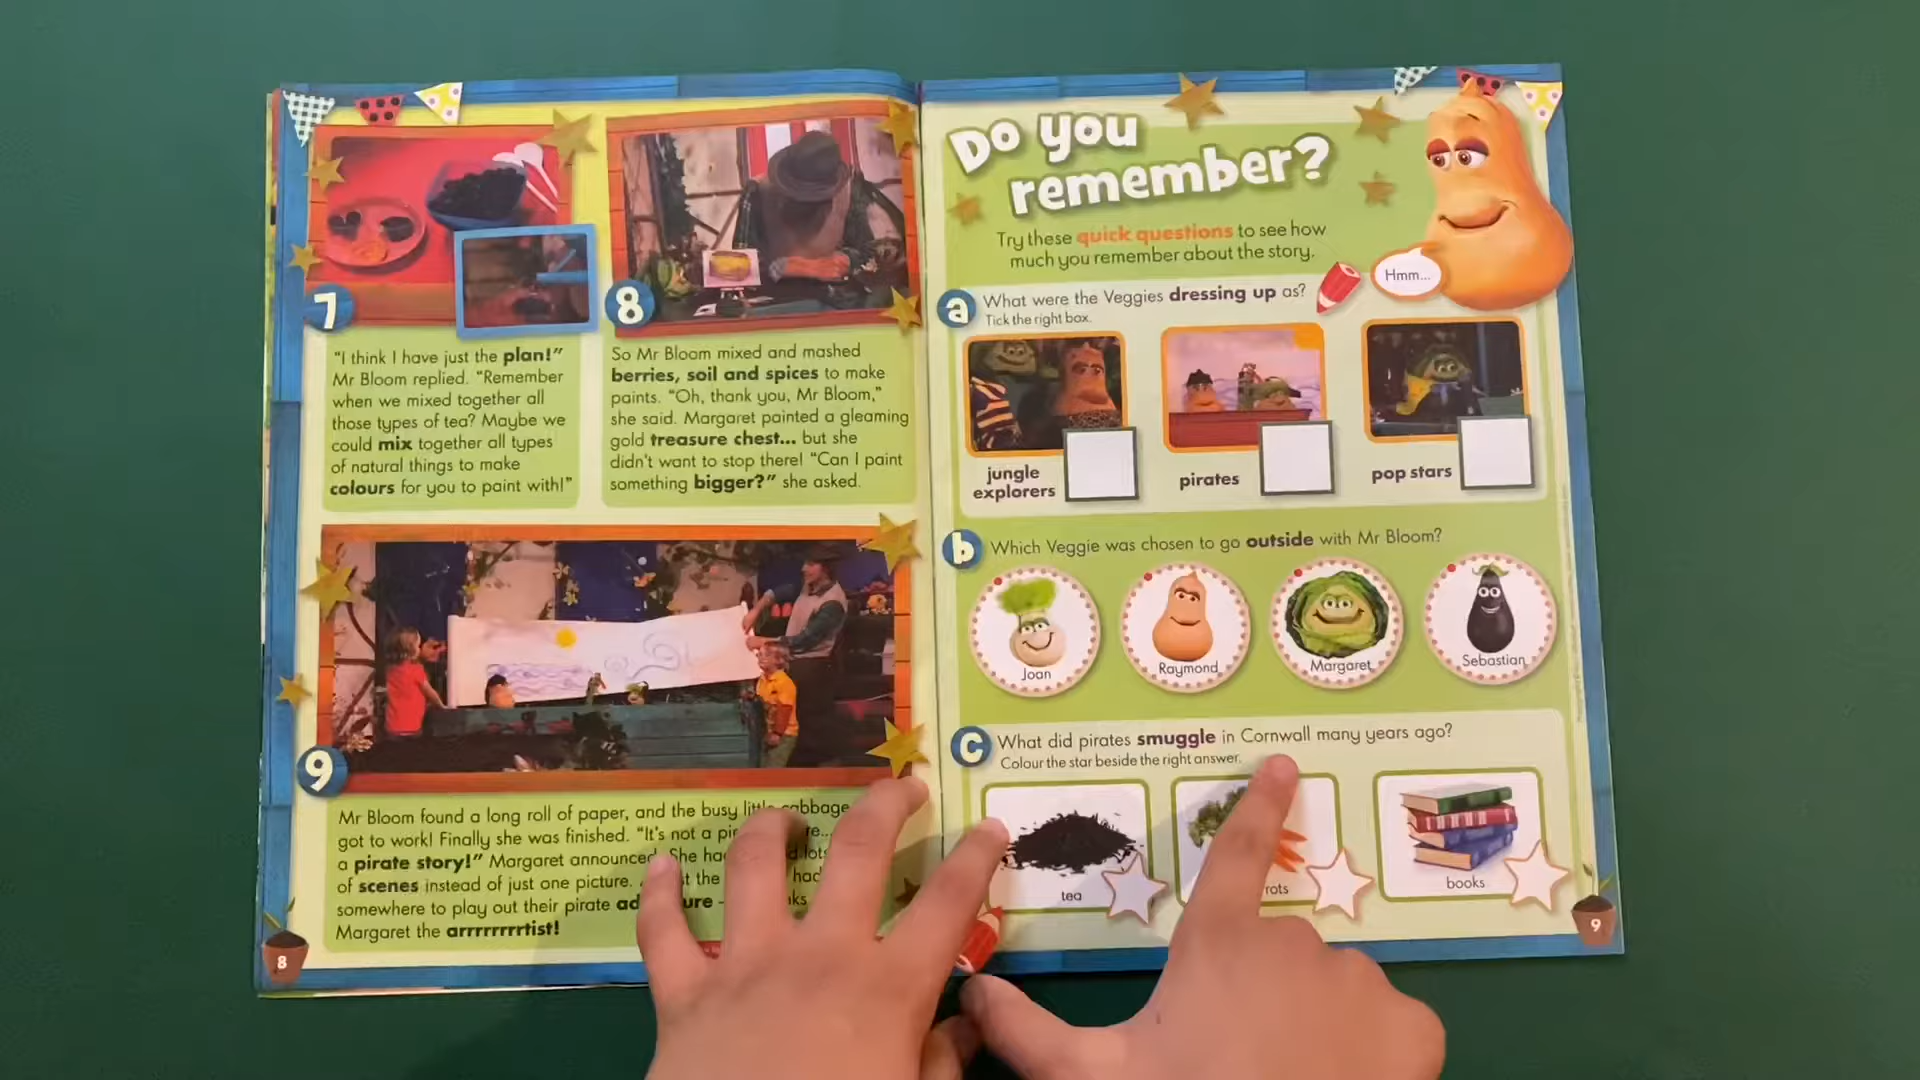 7
"I think I have just the plan!"
Mr Bloom replied. "Remember
when we mixed together all
those types of tea? Maybe we
could mix together all types
of natural things to make
colours for you to paint with!"
8
So Mr Bloom mixed and mashed
berries, soil and spices to make
paints. "Oh, thank you, Mr Bloom,"
she said. Margaret painted a gleaming
gold treasure chest... but she
didn't want to stop there! "Can I paint
something bigger?" she asked.
9
Mr Bloom found a long roll of paper, and the busy little cabbage
got to work! Finally she was finished. "It's not a
a pirate story!" Margaret announced. She had lots
of scenes instead of just one picture. the had
somewhere to play out their pirate
Margaret the arrrrrrrrtist!
8
Do you
remember?
Try these quick questions to see how
much you remember about the story.
Hmm...
a
What were the Veggies dressing up as?
Tick the right box.
jungle
explorers
pirates
pop stars
b
Which Veggie was chosen to go outside with Mr Bloom?
Joan
Raymond
Margaret
Sebastian
c
What did pirates smuggle in Cornwall many years ago?
Colour the star beside the right answer.
tea
rots
books
9